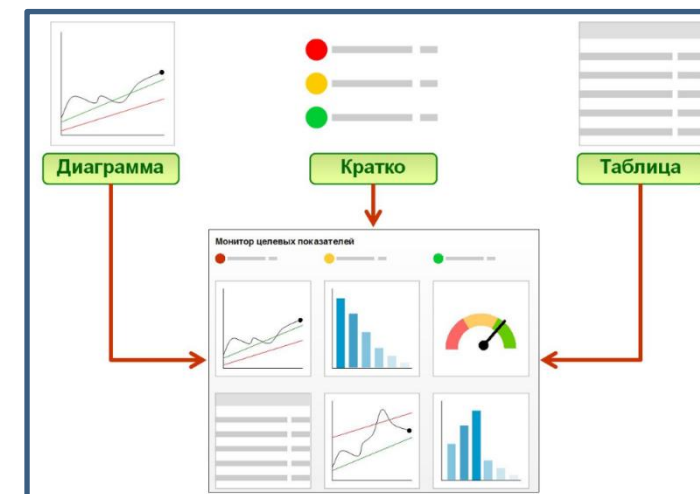 Диаграмма
Кратко
Таблица
Монитор целевых показателей